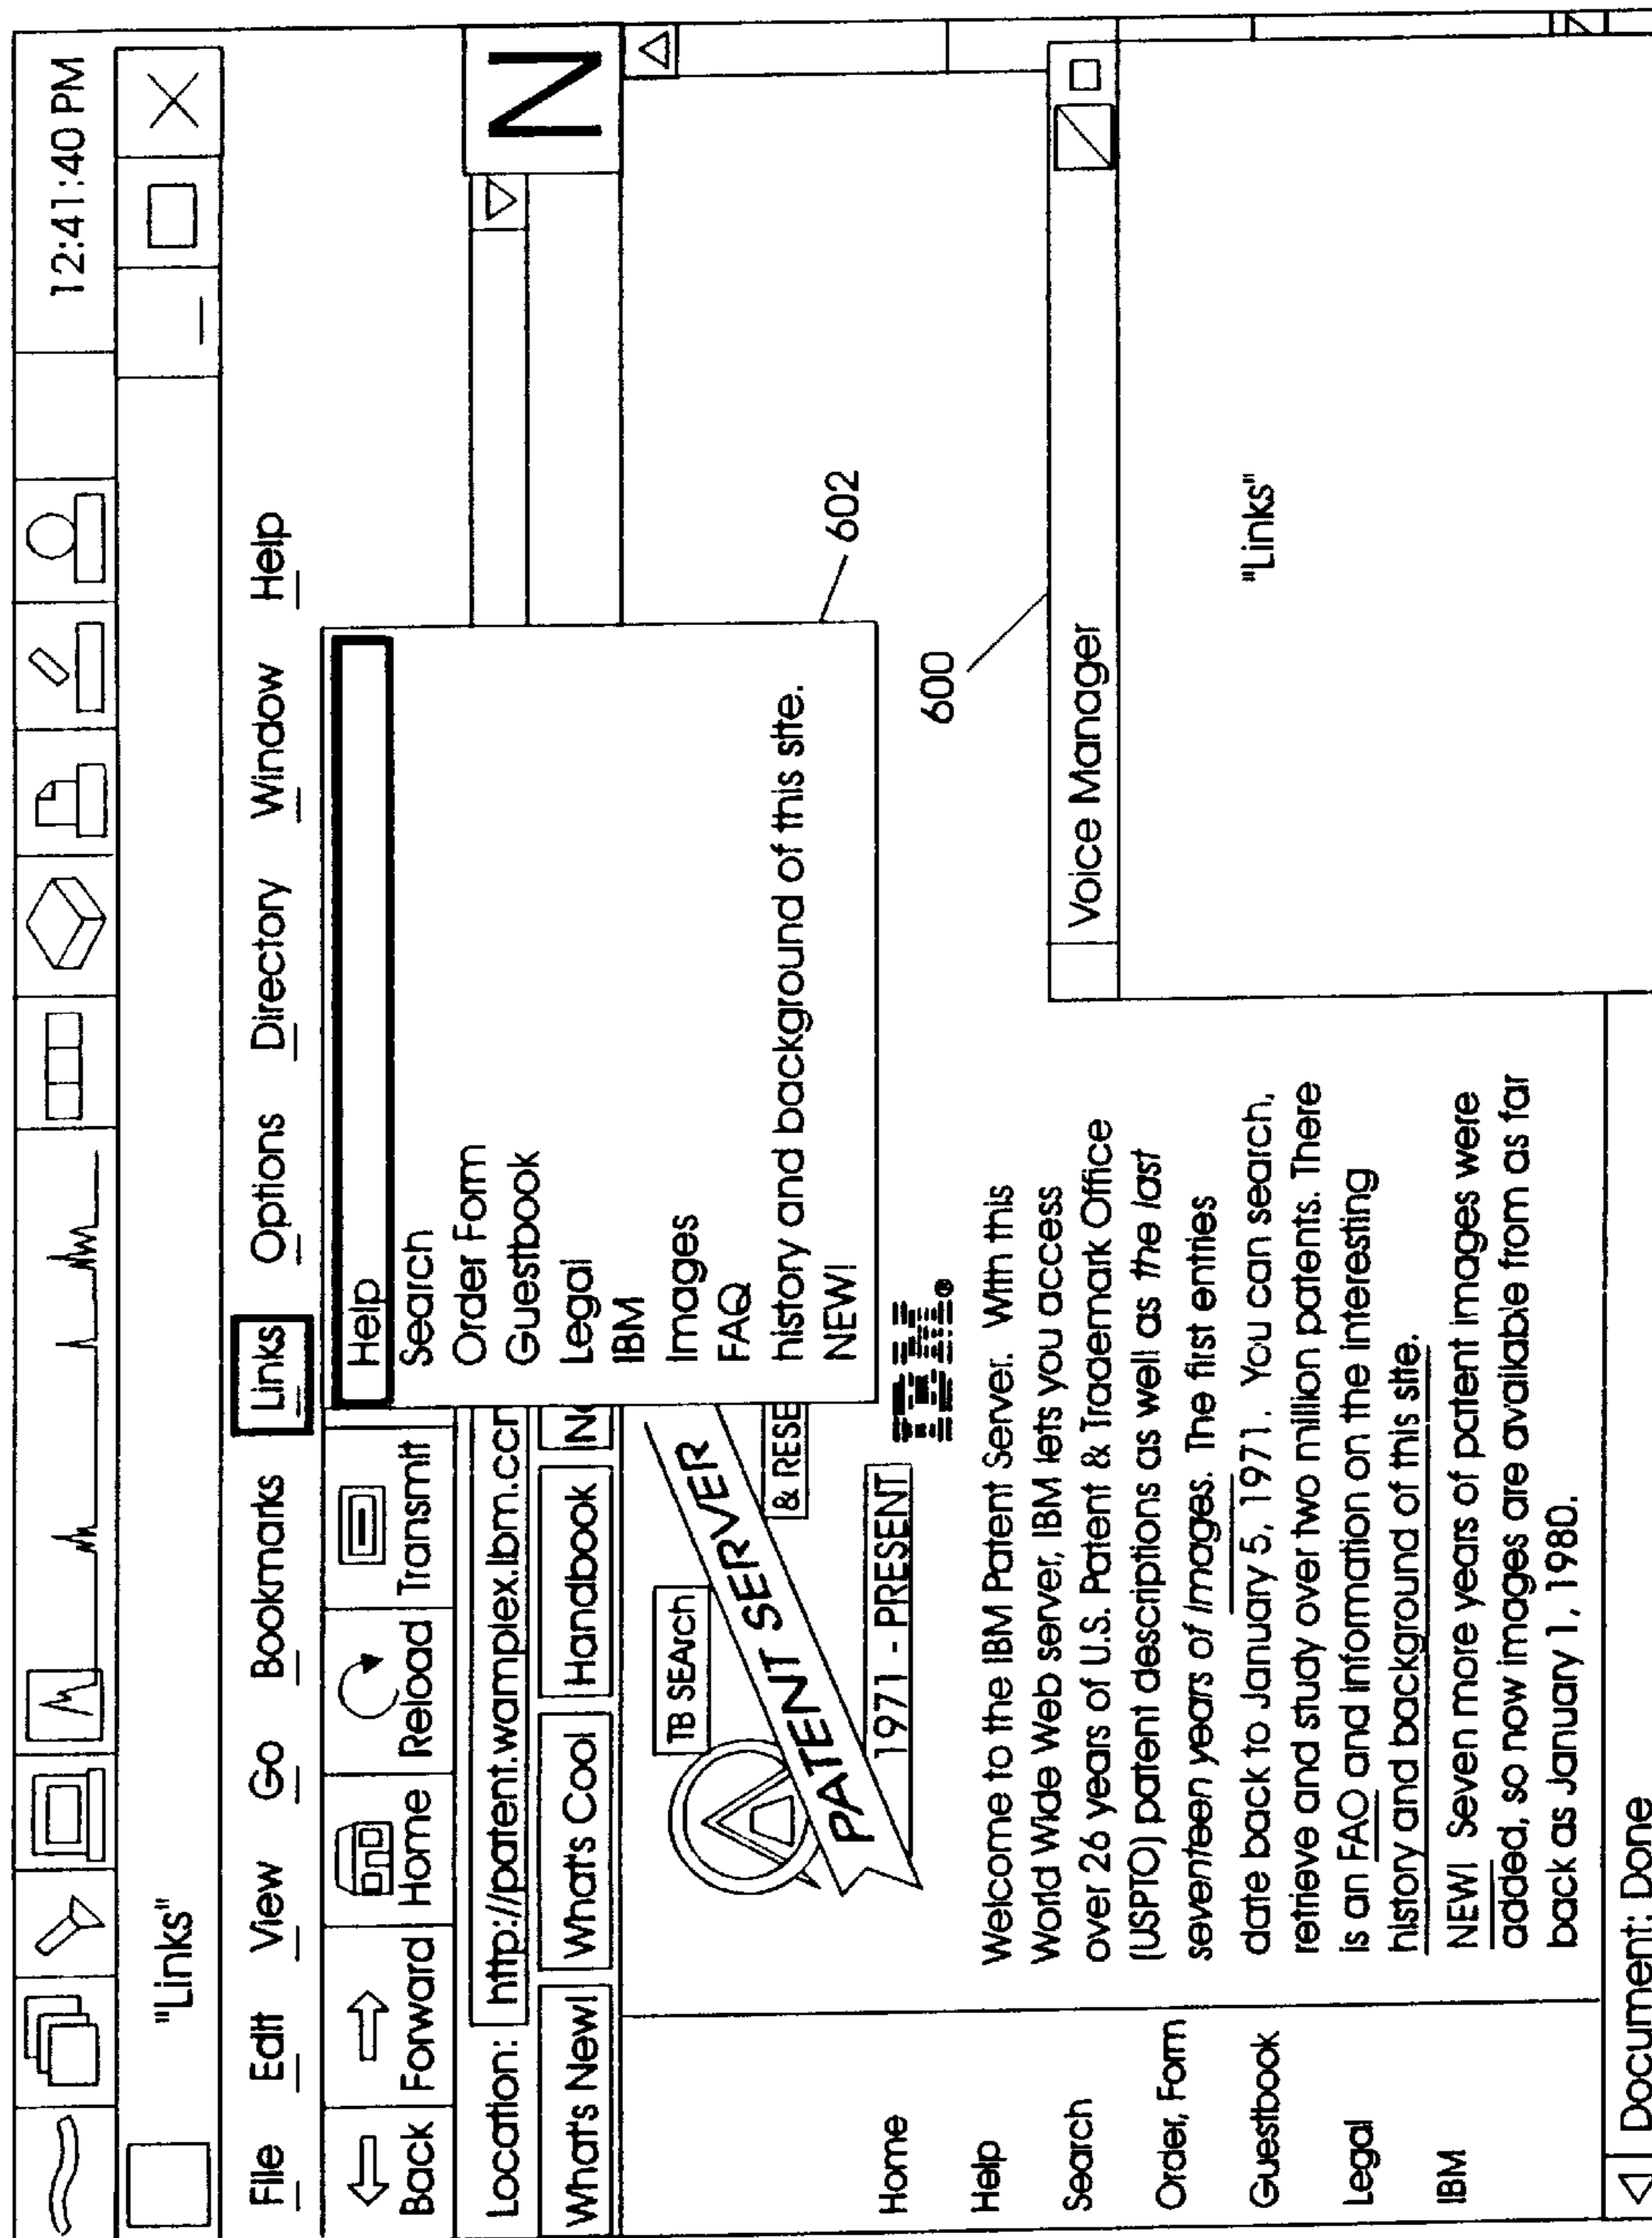 12:41:40 PM
"Links"
File Edit View Go Bookmarks Links Options Directory Window Help
Back Forward Home Reload Transmit
Help
Search
Order Form
Guestbook
Legal
IBM
Images
FAQ
history and background of this site.
NEW!
602
Location: http://patent.wamplex.ibm.ccr
What's New! What's Cool Handbook
N
TB SEArch
PATENT SERVER
& RESE
1971 - PRESENT
IBM®
Home
Help
Search
Order, Form
Guestbook
Legal
IBM
Welcome to the IBM Patent Server. With this
World Wide Web server, IBM lets you access
over 26 years of U.S. Patent & Trademark Office
(USPTO) patent descriptions as well as the last
seventeen years of images. The first entries
date back to January 5, 1971. You can search,
retrieve and study over two million patents. There
is an FAO and information on the interesting
history and background of this site.
NEW! Seven more years of patent images were
added, so now images are available from as far
back as January 1, 1980.
600
Voice Manager
"Links"
Document: Done